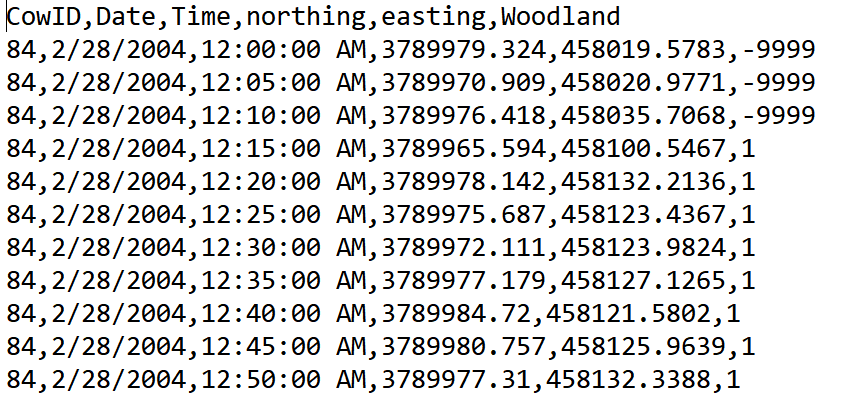 CowID,Date,Time,northing,easting,Woodland
84,2/28/2004,12:00:00 AM,3789979.324,458019.5783,-9999
84,2/28/2004,12:05:00 AM,3789970.909,458020.9771,-9999
84,2/28/2004,12:10:00 AM,3789976.418,458035.7068,-9999
84,2/28/2004,12:15:00 AM,3789965.594,458100.5467,1
84,2/28/2004,12:20:00 AM,3789978.142,458132.2136,1
84,2/28/2004,12:25:00 AM,3789975.687,458123.4367,1
84,2/28/2004,12:30:00 AM,3789972.111,458123.9824,1
84,2/28/2004,12:35:00 AM,3789977.179,458127.1265,1
84,2/28/2004,12:40:00 AM,3789984.72,458121.5802,1
84,2/28/2004,12:45:00 AM,3789980.757,458125.9639,1
84,2/28/2004,12:50:00 AM,3789977.31,458132.3388,1